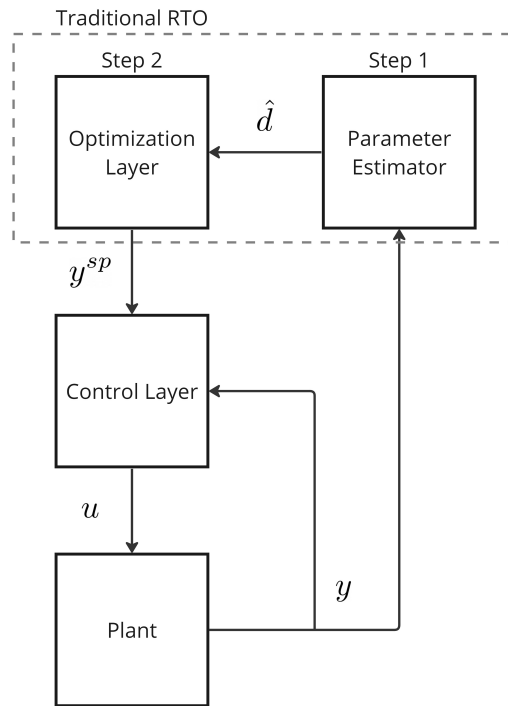 Traditional RTO
Step 2
Step 1
Optimization
Layer
d̂
Parameter
Estimator
y^{sp}
Control Layer
u
y
Plant